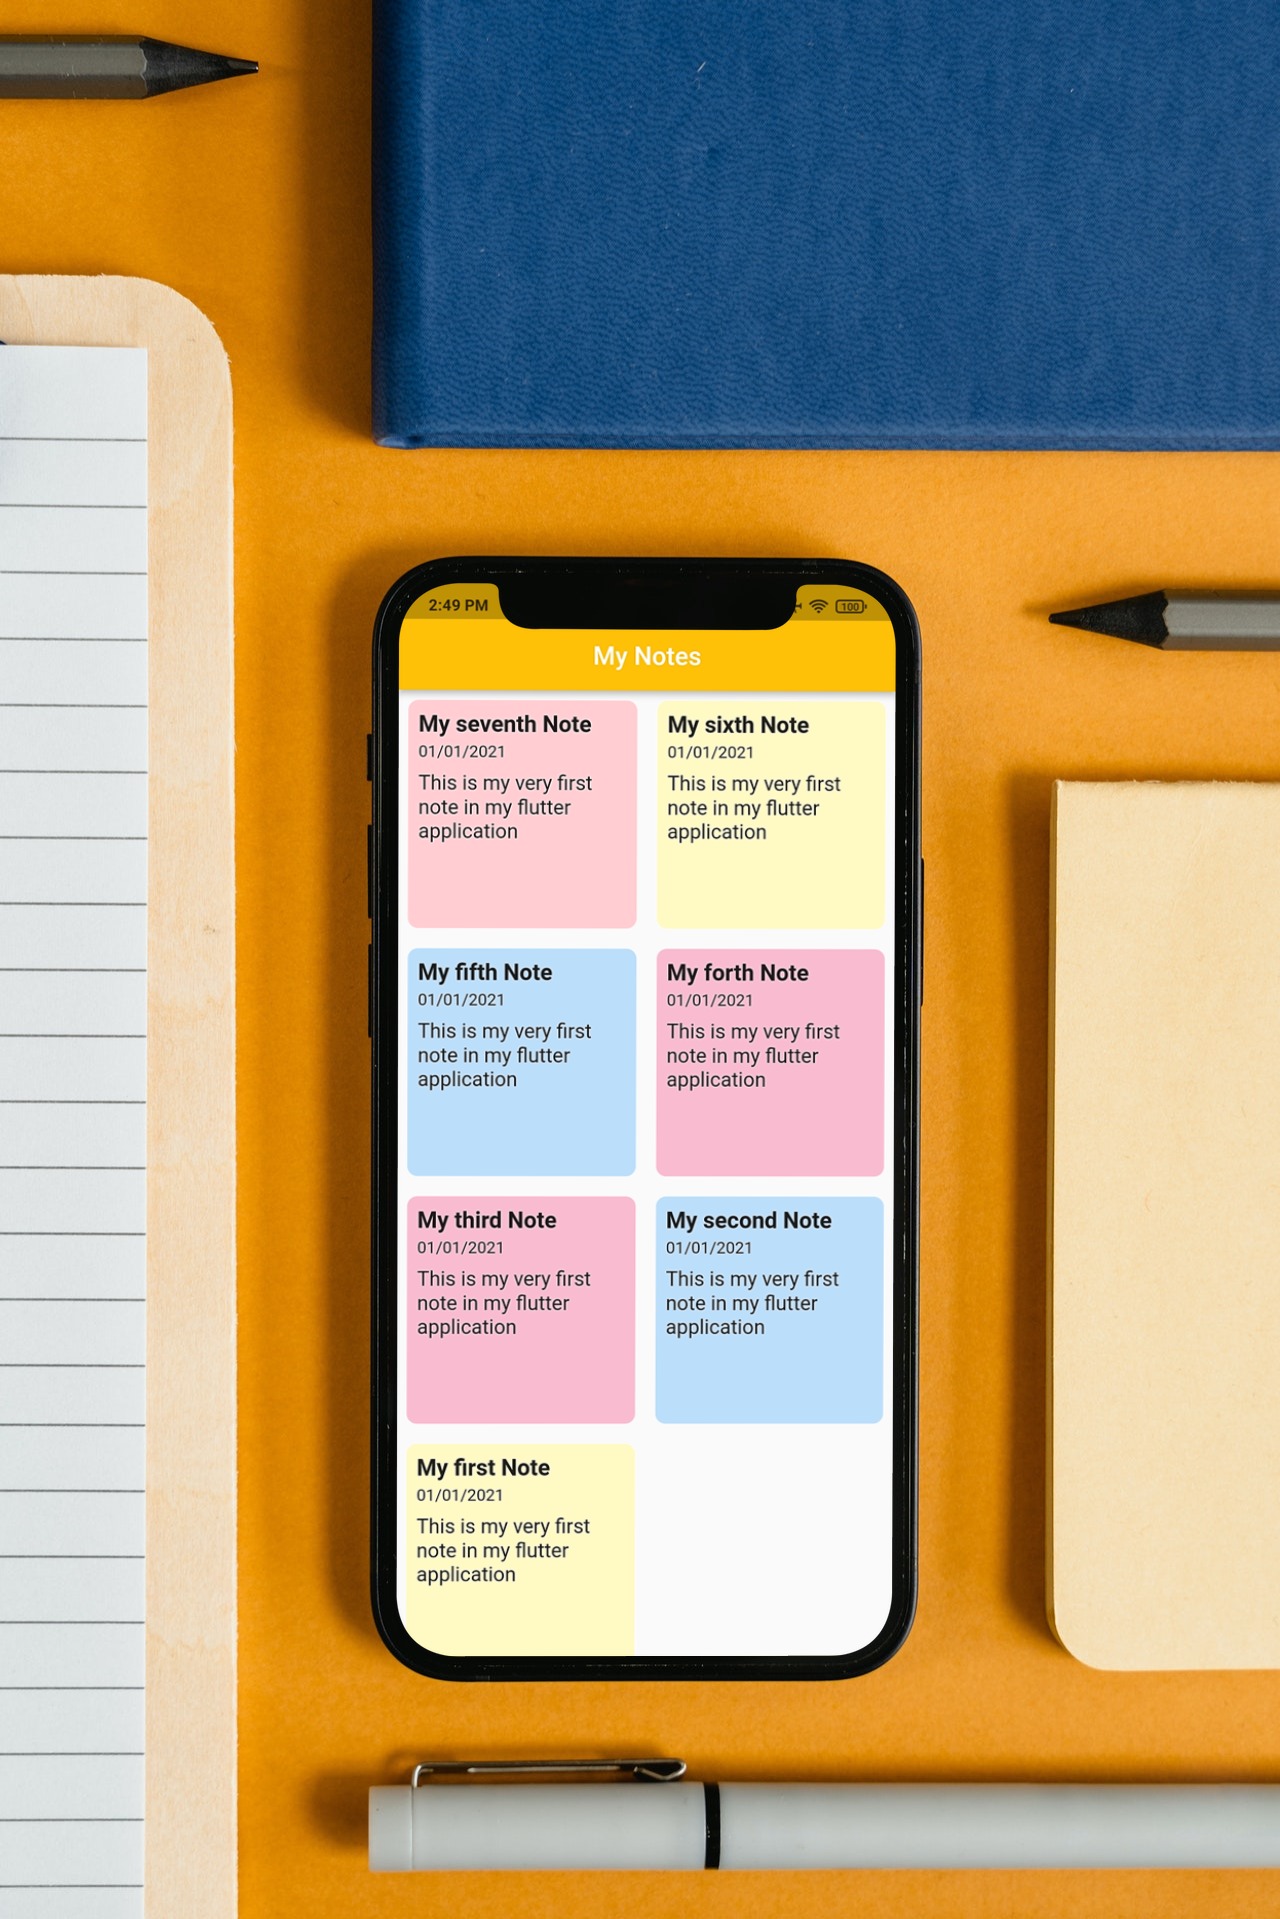 2:49 PM
100
My Notes
My seventh Note
01/01/2021
This is my very first
note in my flutter
application
My sixth Note
01/01/2021
This is my very first
note in my flutter
application
My fifth Note
01/01/2021
This is my very first
note in my flutter
application
My forth Note
01/01/2021
This is my very first
note in my flutter
application
My third Note
01/01/2021
This is my very first
note in my flutter
application
My second Note
01/01/2021
This is my very first
note in my flutter
application
My first Note
01/01/2021
This is my very first
note in my flutter
application